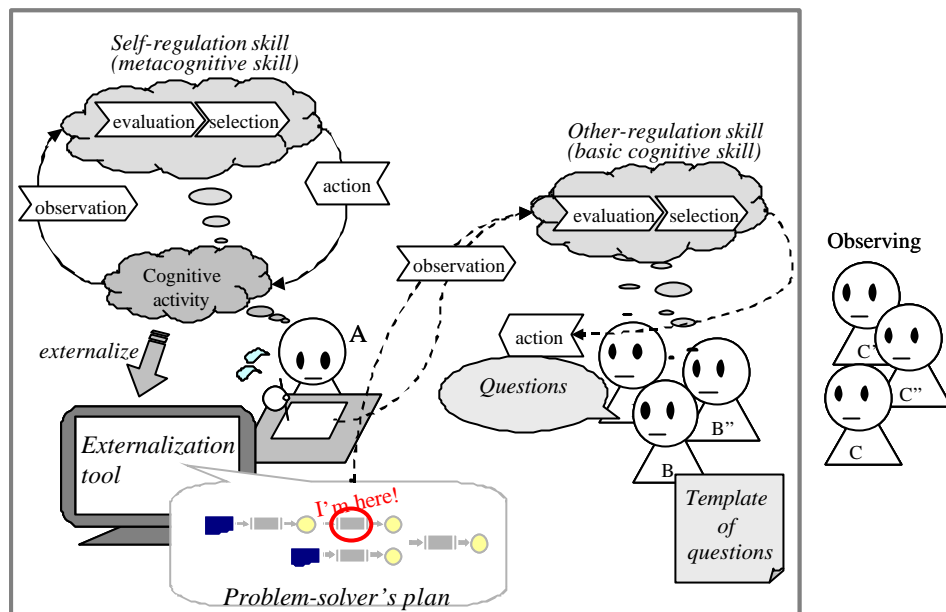 Self-regulation skill
(metacognitive skill)
evaluation
selection
observation
action
Cognitive
activity
externalize
A
Externalization
tool
I'm here!
Problem-solver's plan
Other-regulation skill
(basic cognitive skill)
evaluation
selection
observation
action
Questions
B
B"
Template
of
questions
Observing
C'
C"
C